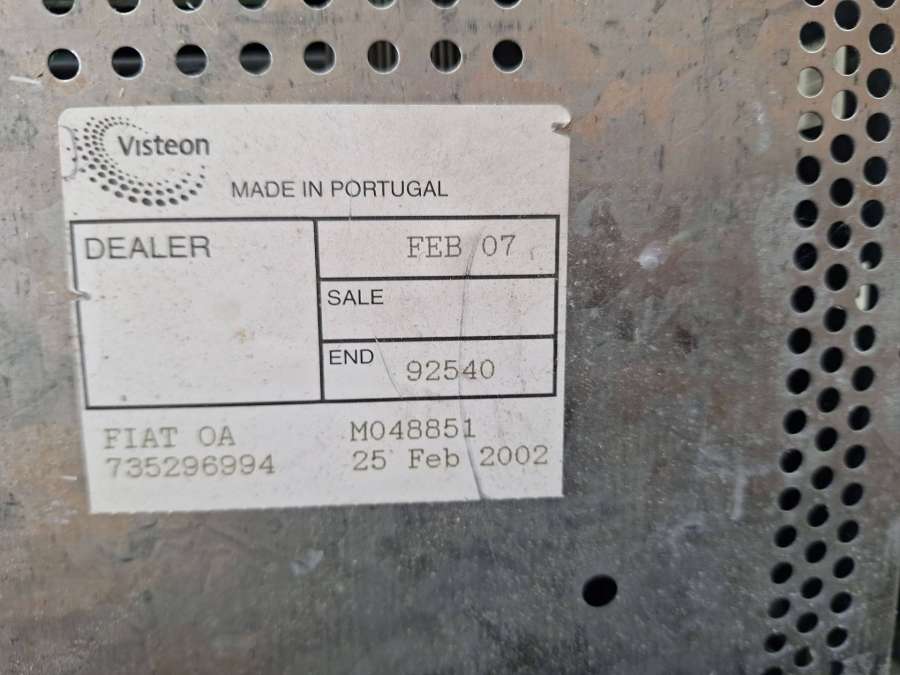 Visteon
MADE IN PORTUGAL
DEALER
FEB 07
SALE
END
92540
FIAT OA
735296994
M048851
25 Feb 2002